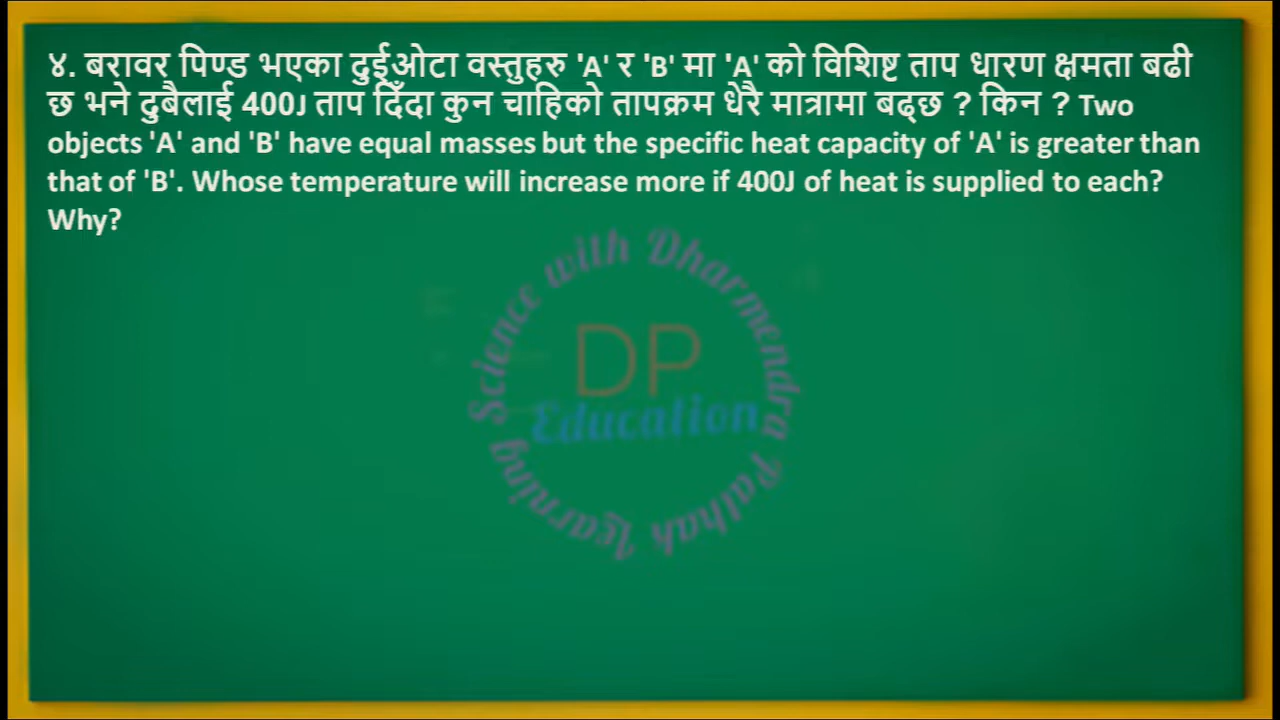 ४. बरावर पिण्ड भएका दुईओटा वस्तुहरु 'A' र 'B' मा 'A' को विशिष्ट ताप धारण क्षमता बढी
छ भने दुबैलाई 400J ताप दिँदा कुन चाहिको तापक्रम धेरै मात्रामा बढ्छ ? किन ? Two
objects 'A' and 'B' have equal masses but the specific heat capacity of 'A' is greater than
that of 'B'. Whose temperature will increase more if 400J of heat is supplied to each?
Why?
Science with Dharmendra Pathak Learning
DP
Education